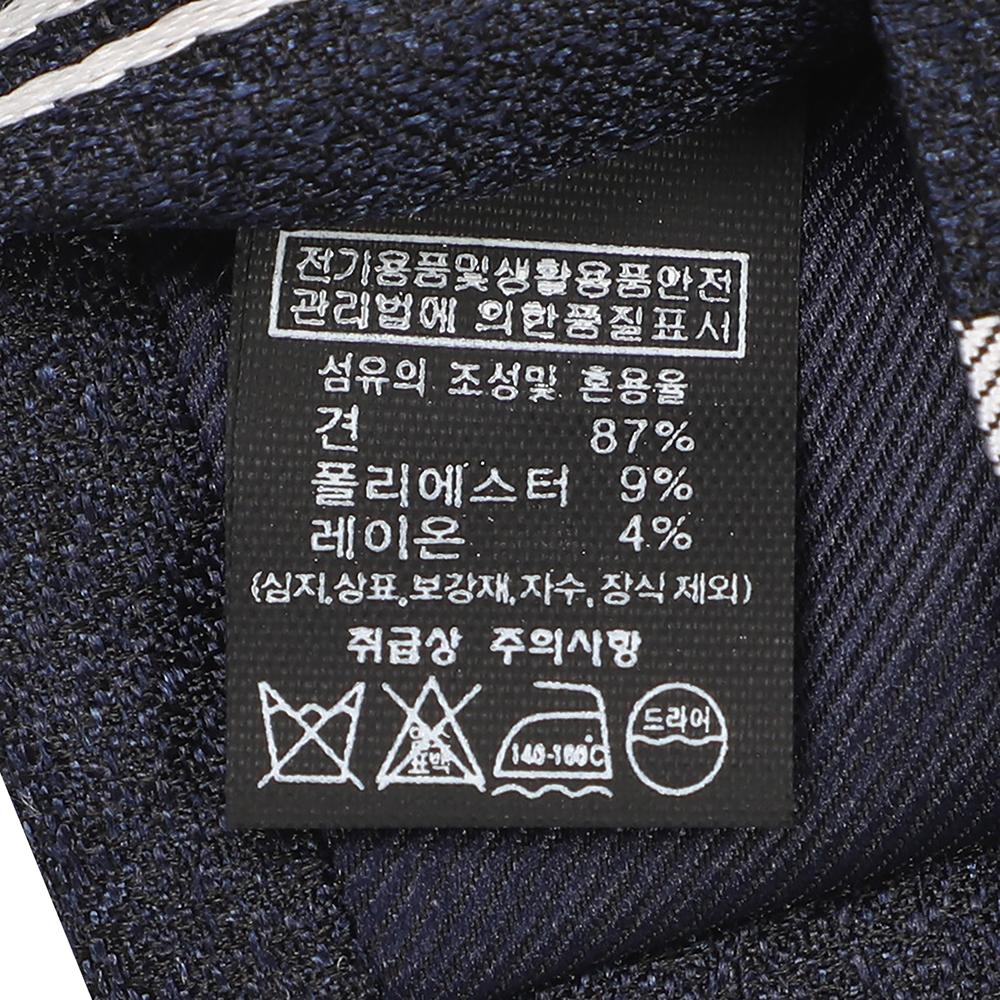 전기용품및생활용품안전
관리법에 의한품질표시
섬유의 조성및 혼용율
견 87%
폴리에스터 9%
레이온 4%
(심지,상표,보강재,자수,장식 제외)
취급상 주의사항
표백
140-160℃
드라이